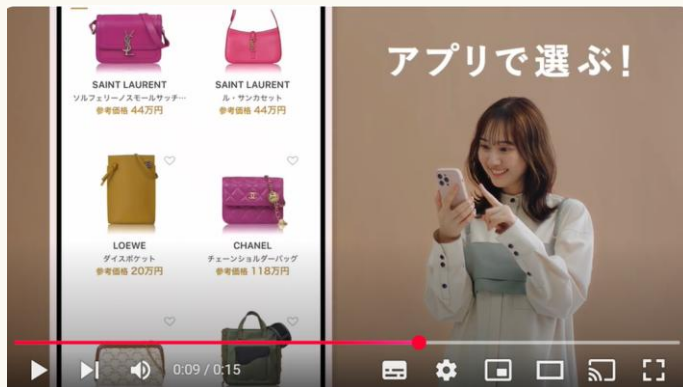 アプリで選ぶ!
SAINT LAURENT
ソルフェリーノスモールサッチ…
参考価格 44万円
SAINT LAURENT
ル・サンカセット
参考価格 44万円
LOEWE
ダイスポケット
参考価格 20万円
CHANEL
チェーンショルダーバッグ
参考価格 118万円
0:09 / 0:15